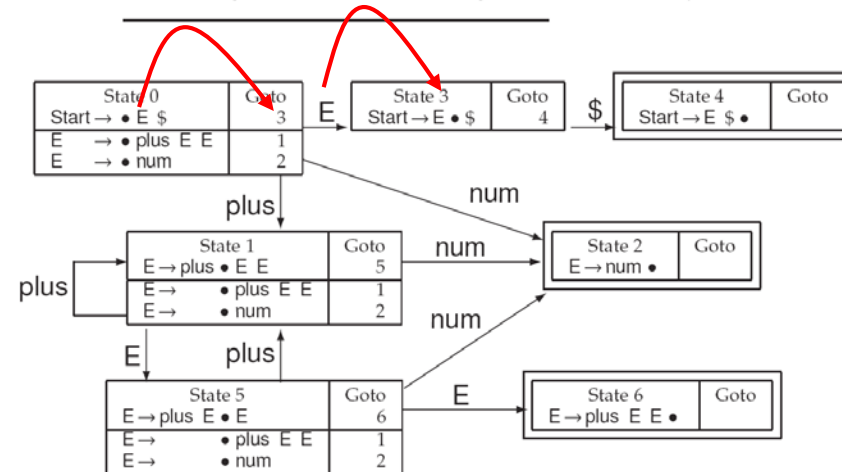 State 0 Goto
Start → • E $ 3
E → • plus E E 1
E → • num 2
E
State 3 Goto
Start → E • $ 4
$
State 4 Goto
Start → E $ •
plus
num
State 1 Goto
E → plus • E E 5
E → • plus E E 1
E → • num 2
plus
num
State 2 Goto
E → num •
num
E
plus
State 5 Goto
E → plus E • E 6
E → • plus E E 1
E → • num 2
E
State 6 Goto
E → plus E E •